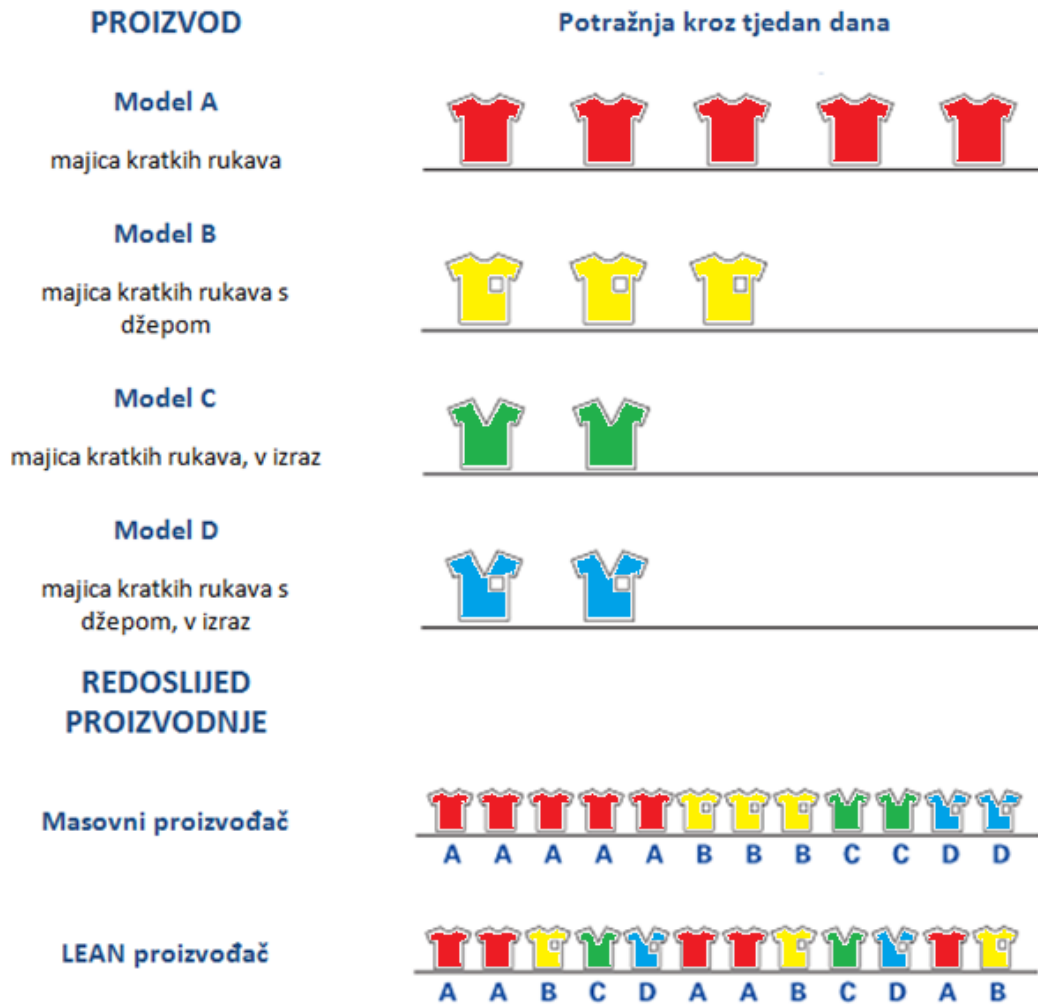 PROIZVOD
Potražnja kroz tjedan dana
Model A
majica kratkih rukava
Model B
majica kratkih rukava s
džepom
Model C
majica kratkih rukava, v izraz
Model D
majica kratkih rukava s
džepom, v izraz
REDOSLIJED
PROIZVODNJE
Masovni proizvođač
A A A A A B B B C C D D
LEAN proizvođač
A A B C D A A B C D A B